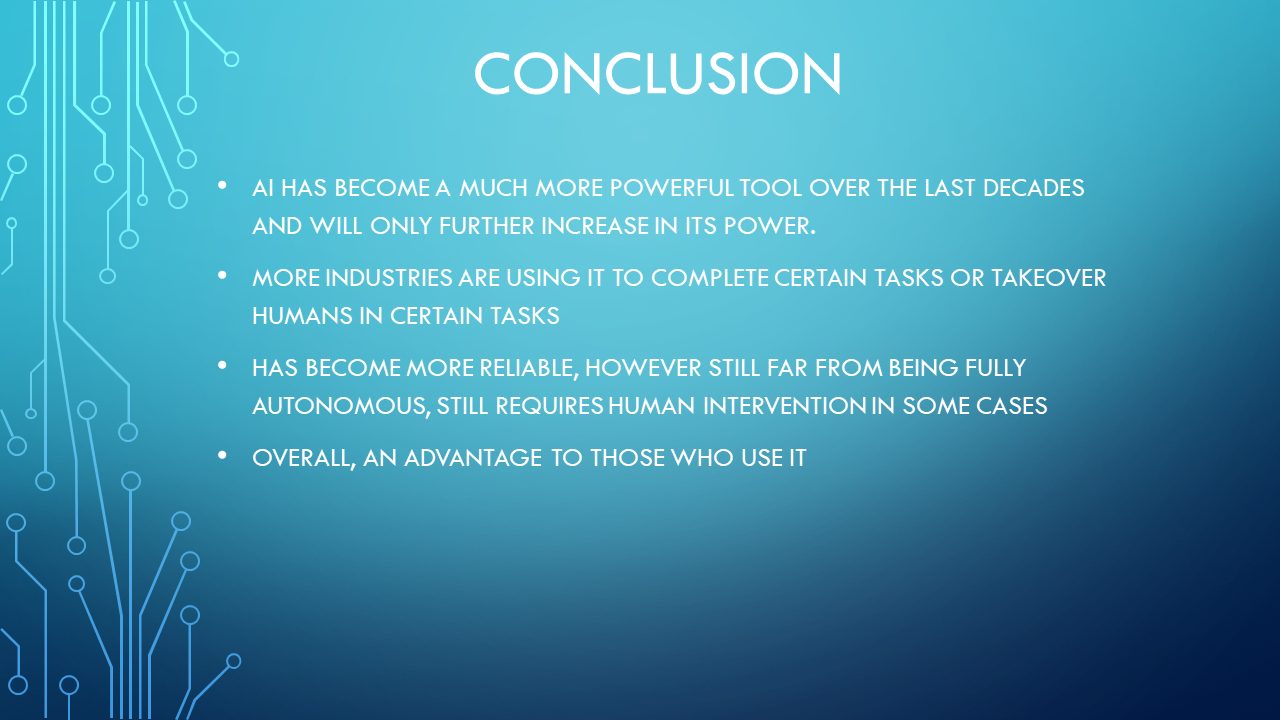 CONCLUSION
• AI HAS BECOME A MUCH MORE POWERFUL TOOL OVER THE LAST DECADES
AND WILL ONLY FURTHER INCREASE IN ITS POWER.
• MORE INDUSTRIES ARE USING IT TO COMPLETE CERTAIN TASKS OR TAKEOVER
HUMANS IN CERTAIN TASKS
• HAS BECOME MORE RELIABLE, HOWEVER STILL FAR FROM BEING FULLY
AUTONOMOUS, STILL REQUIRES HUMAN INTERVENTION IN SOME CASES
• OVERALL, AN ADVANTAGE TO THOSE WHO USE IT